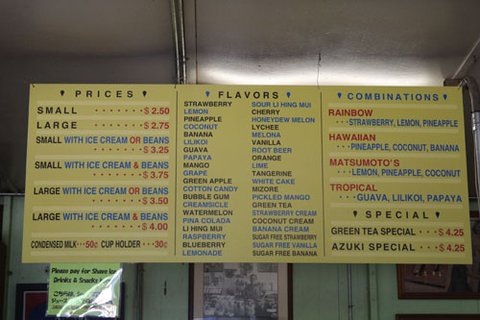 PRICES
SMALL ······· $2.50
LARGE ······· $2.75
SMALL WITH ICE CREAM OR BEANS
······· $3.25
SMALL WITH ICE CREAM & BEANS
······· $3.75
LARGE WITH ICE CREAM OR BEANS
······· $3.50
LARGE WITH ICE CREAM & BEANS
······· $4.00
CONDENSED MILK ···50¢ CUP HOLDER ···30¢
FLAVORS
STRAWBERRY
LEMON
PINEAPPLE
COCONUT
BANANA
LILIKOI
GUAVA
PAPAYA
MANGO
GRAPE
GREEN APPLE
COTTON CANDY
BUBBLE GUM
CREAMSICLE
WATERMELON
PINA COLADA
LI HING MUI
RASPBERRY
BLUEBERRY
LEMONADE
SOUR LI HING MUI
CHERRY
HONEYDEW MELON
LYCHEE
MELONA
VANILLA
ROOT BEER
ORANGE
LIME
TANGERINE
WHITE CAKE
MIZORE
PICKLED MANGO
GREEN TEA
STRAWBERRY CREAM
COCONUT CREAM
BANANA CREAM
SUGAR FREE STRAWBERRY
SUGAR FREE VANILLA
SUGAR FREE BANANA
COMBINATIONS
RAINBOW
···STRAWBERRY, LEMON, PINEAPPLE
HAWAIIAN
···PINEAPPLE, COCONUT, BANANA
MATSUMOTO'S
···LEMON, PINEAPPLE, COCONUT
TROPICAL
···GUAVA, LILIKOI, PAPAYA
SPECIAL
GREEN TEA SPECIAL ··· $4.25
AZUKI SPECIAL ··· $4.25
Please pay for Shave Ice
Drinks & Snacks